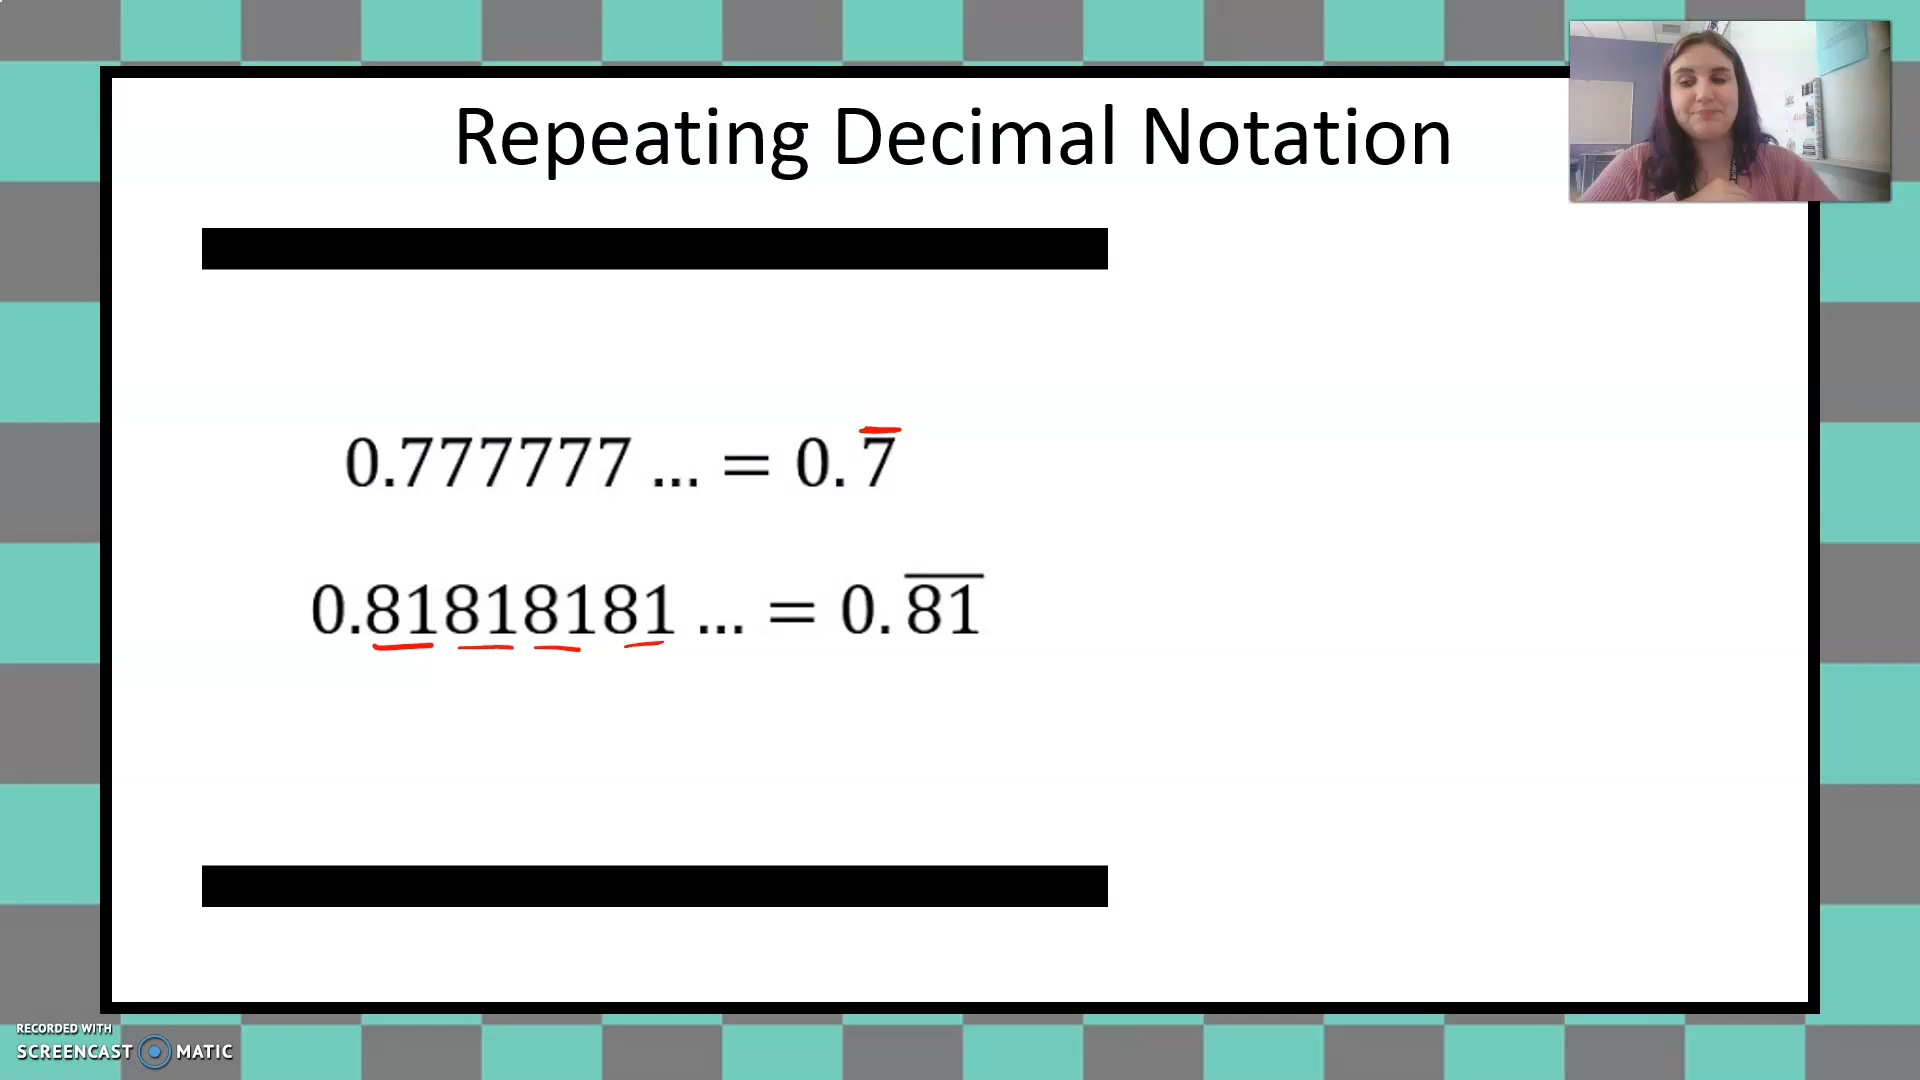 Repeating Decimal Notation
0.777777 ... = 0.7̅
0.81818181 ... = 0.8̅1̅
RECORDED WITH
SCREENCAST MATIC